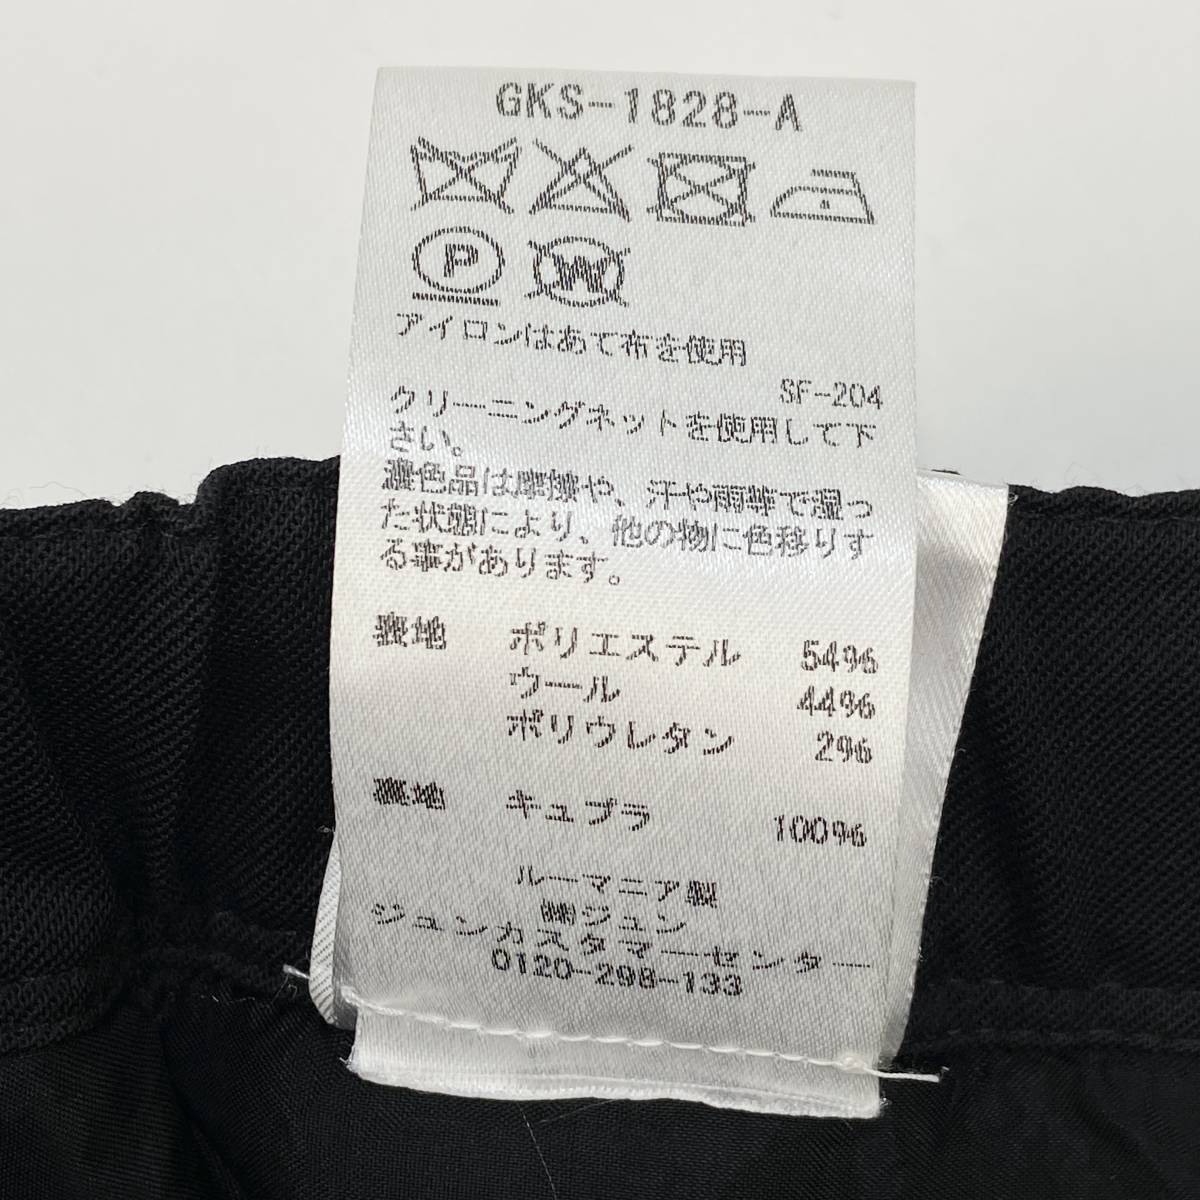 GKS-1828-A
P W
アイロンはあて布を使用
SF-204
クリーニングネットを使用して下
さい。
濃色品は摩擦や、汗や雨等で湿っ
た状態により、他の物に色移りす
る事があります。
表地 ポリエステル 54%
ウール 44%
ポリウレタン 2%
裏地 キュプラ 100%
ルーマニア製
㈱ジュン
ジュンカスタマーセンター
0120-298-133